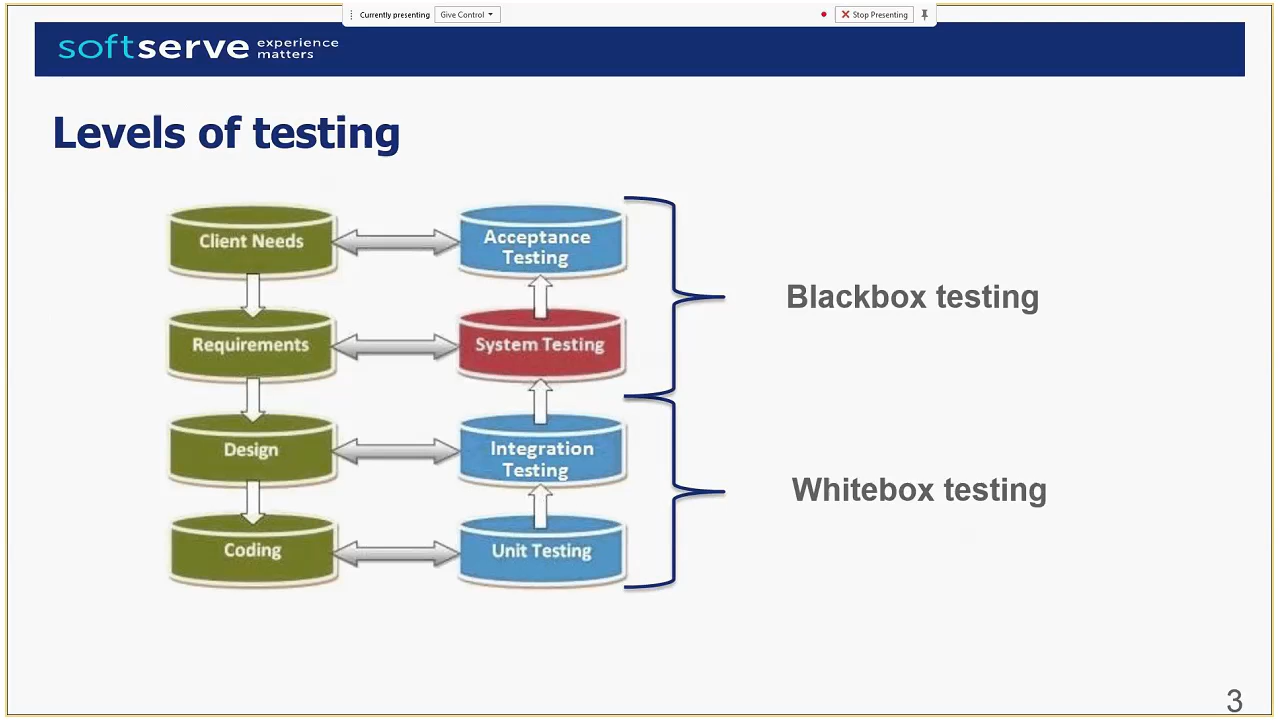 Currently presenting
Give Control
Stop Presenting
softserve experience
matters
Levels of testing
Client Needs
Acceptance
Testing
Blackbox testing
Requirements
System Testing
Design
Integration
Testing
Whitebox testing
Coding
Unit Testing
3